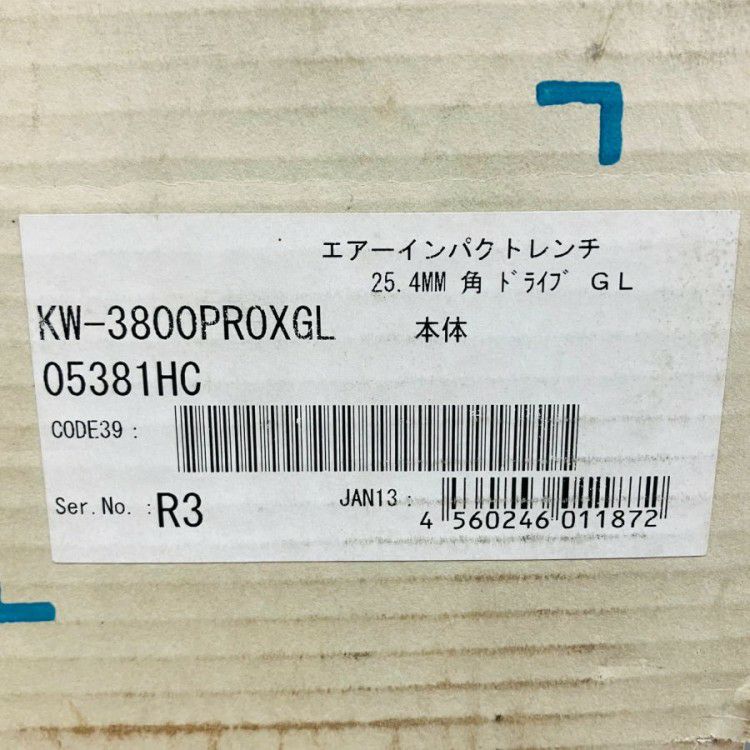 エアーインパクトレンチ
25.4MM 角 ﾄﾞﾗｲﾌﾞ GL
KW-3800PROXGL 本体
05381HC
CODE39 :
Ser.No. : R3
JAN13 :
4 560246 011872